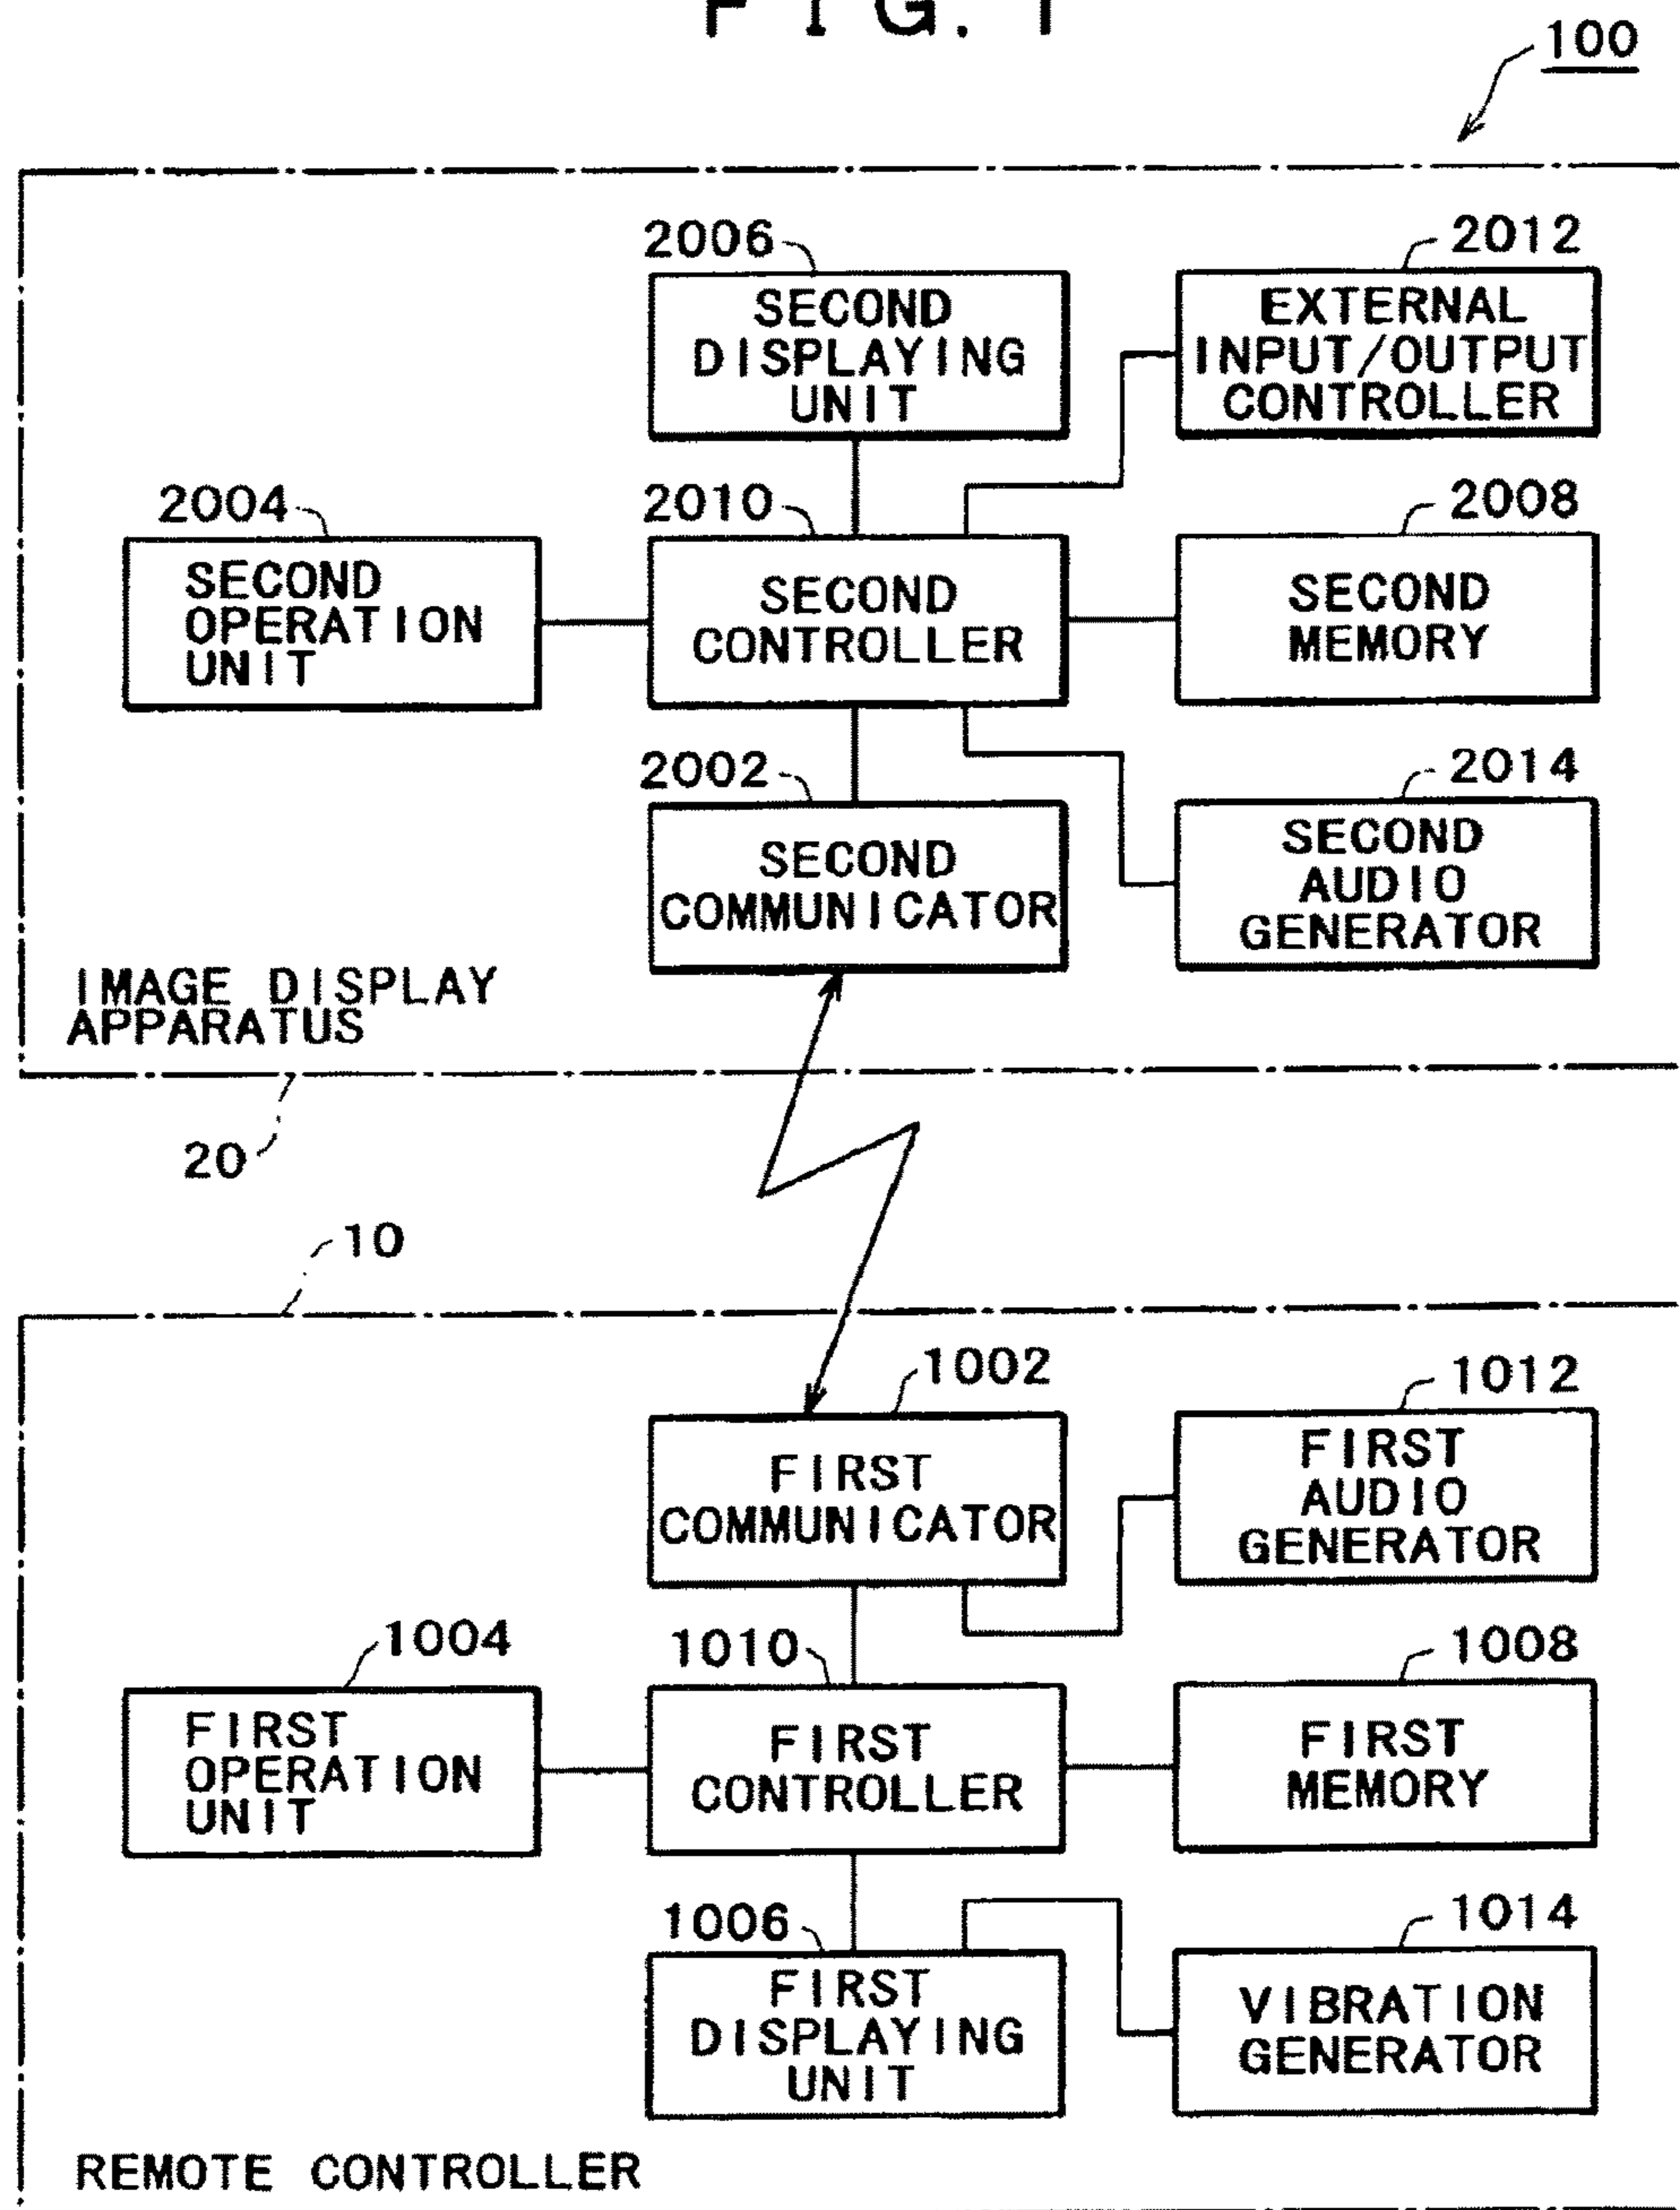 FIG. 1
100
2006
2012
SECOND
DISPLAYING
UNIT
EXTERNAL
INPUT/OUTPUT
CONTROLLER
2004
2010
2008
SECOND
OPERATION
UNIT
SECOND
CONTROLLER
SECOND
MEMORY
2002
2014
SECOND
COMMUNICATOR
SECOND
AUDIO
GENERATOR
IMAGE DISPLAY
APPARATUS
20
10
1002
1012
FIRST
COMMUNICATOR
FIRST
AUDIO
GENERATOR
1004
1010
1008
FIRST
OPERATION
UNIT
FIRST
CONTROLLER
FIRST
MEMORY
1006
1014
FIRST
DISPLAYING
UNIT
VIBRATION
GENERATOR
REMOTE CONTROLLER